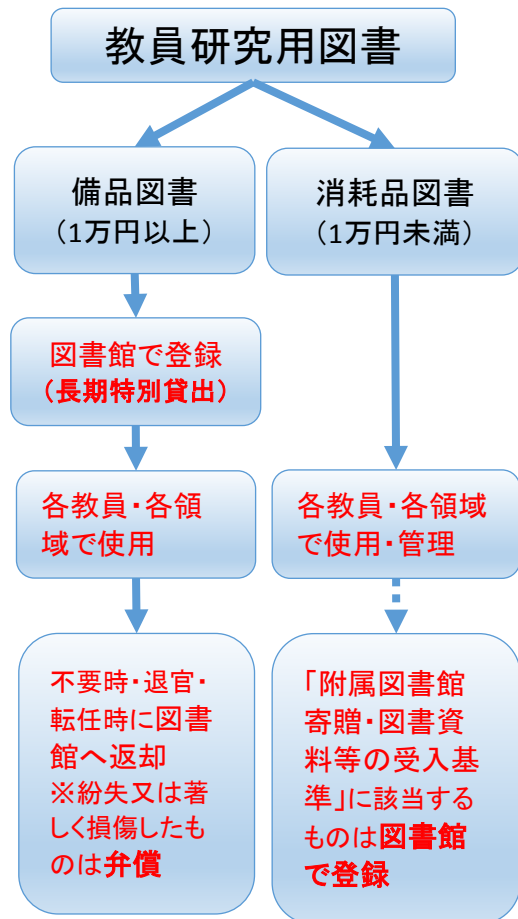 教員研究用図書
備品図書
（1万円以上）
消耗品図書
（1万円未満）
図書館で登録
（長期特別貸出）
各教員・各領
域で使用
各教員・各領域
で使用・管理
不要時・退官・
転任時に図書
館へ返却
※紛失又は著
しく損傷したも
のは弁償
「附属図書館
寄贈・図書資
料等の受入基
準」に該当する
ものは図書館
で登録